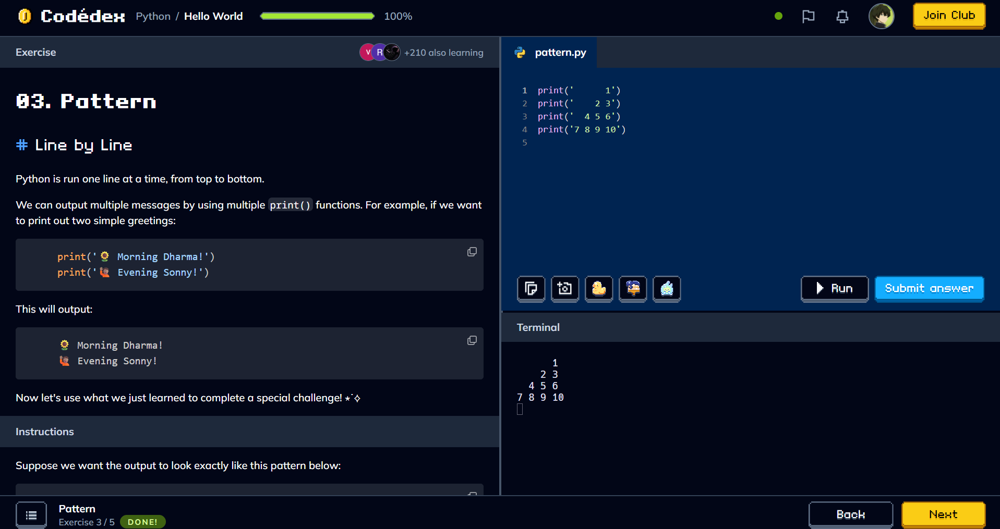 Codédex
Python / Hello World
100%
Join Club
Exercise
V R +210 also learning
03. Pattern
# Line by Line
Python is run one line at a time, from top to bottom.
We can output multiple messages by using multiple print() functions. For example, if we want
to print out two simple greetings:
print('🌻 Morning Dharma!')
print('🙋🏽 Evening Sonny!')
This will output:
🌻 Morning Dharma!
🙋🏽 Evening Sonny!
Now let's use what we just learned to complete a special challenge! ⋆˙⟡
Instructions
Suppose we want the output to look exactly like this pattern below:
pattern.py
1 print('      1')
2 print('    2 3')
3 print('  4 5 6')
4 print('7 8 9 10')
5
Run
Submit answer
Terminal
      1
    2 3
  4 5 6
7 8 9 10
Pattern
Exercise 3 / 5 DONE!
Back
Next